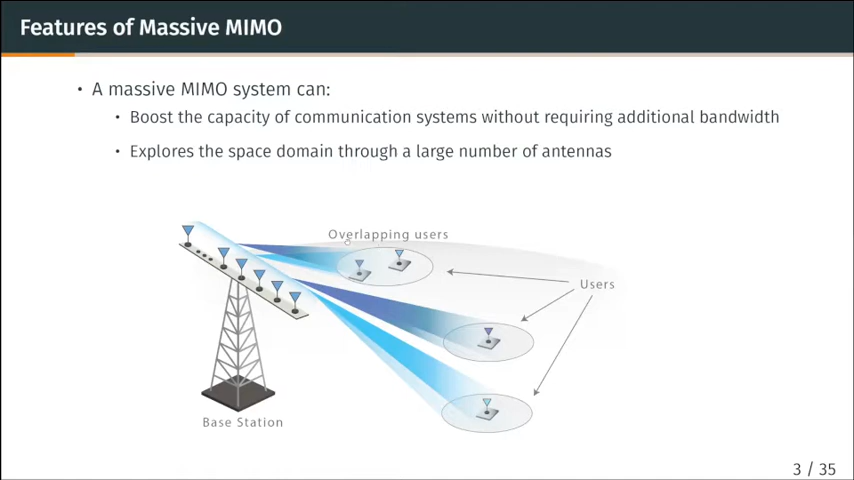 Features of Massive MIMO
• A massive MIMO system can:
• Boost the capacity of communication systems without requiring additional bandwidth
• Explores the space domain through a large number of antennas
Overlapping users
Users
Base Station
3 / 35